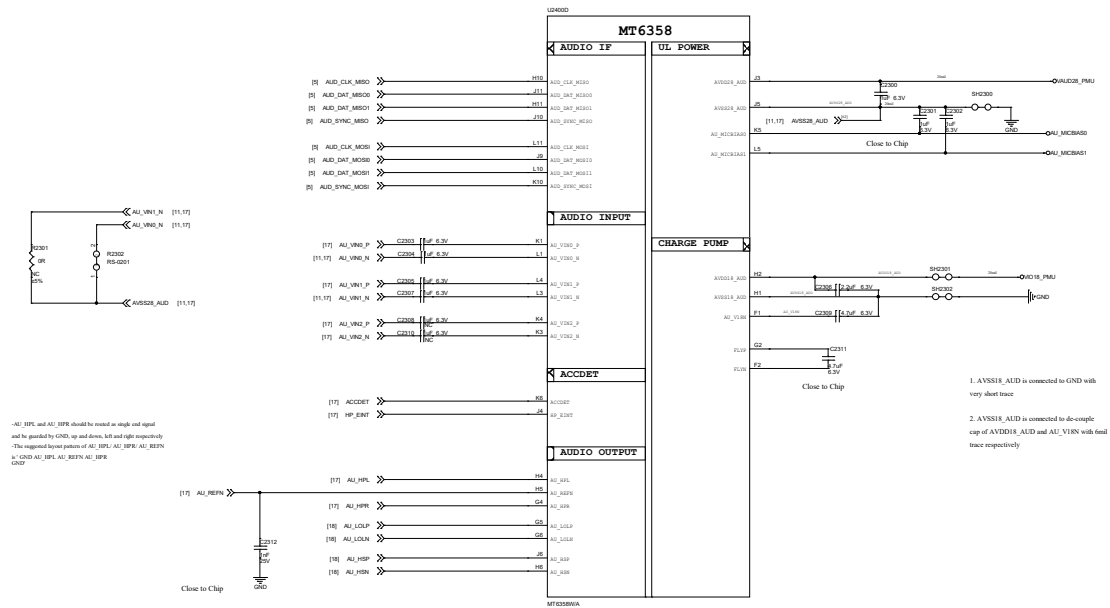 U2400D
MT6358
AUDIO IF
UL POWER
[5] AUD_CLK_MISO H10 AUD_CLK_MISO
[5] AUD_DAT_MISO0 J11 AUD_DAT_MISO0
[5] AUD_DAT_MISO1 H11 AUD_DAT_MISO1
[5] AUD_SYNC_MISO J10 AUD_SYNC_MISO
[5] AUD_CLK_MOSI L11 AUD_CLK_MOSI
[5] AUD_DAT_MOSI0 J9 AUD_DAT_MOSI0
[5] AUD_DAT_MOSI1 L10 AUD_DAT_MOSI1
[5] AUD_SYNC_MOSI K10 AUD_SYNC_MOSI
AVDD28_AUD J3 VAUD28_PMU
C2300
1uF 6.3V
AVSS28_AUD J5 AVSS28_AUD
SH2300
GND
[11,17] AVSS28_AUD
C2301
1uF
6.3V
C2302
1uF
6.3V
AU_MICBIAS0 K5 AU_MICBIAS0
Close to Chip
AU_MICBIAS1 L5 AU_MICBIAS1
AUDIO INPUT
AU_VIN1_N [11,17]
AU_VIN0_N [11,17]
R2301
0R
NC
±5%
R2302
RS-0201
2
1
AVSS28_AUD [11,17]
[17] AU_VIN0_P C2303 1uF 6.3V K1 AU_VIN0_P
[11,17] AU_VIN0_N C2304 1uF 6.3V L1 AU_VIN0_N
[17] AU_VIN1_P C2305 1uF 6.3V L4 AU_VIN1_P
[11,17] AU_VIN1_N C2307 1uF 6.3V L3 AU_VIN1_N
[17] AU_VIN2_P C2308 1uF 6.3V NC K4 AU_VIN2_P
[17] AU_VIN2_N C2310 1uF 6.3V NC K3 AU_VIN2_N
CHARGE PUMP
AVDD18_AUD H2 AVDD18_AUD SH2301 VIO18_PMU
C2306 2.2uF 6.3V
AVSS18_AUD H1 AVSS18_AUD SH2302 GND
AU_V18N F1 AU_V18N C2309 4.7uF 6.3V
FLYP G2
C2311
4.7uF
6.3V
FLYN F2
Close to Chip
ACCDET
[17] ACCDET K6 ACCDET
[17] HP_EINT J4 HP_EINT
1. AVSS18_AUD is connected to GND with
very short trace
2. AVSS18_AUD is connected to de-couple
cap of AVDD18_AUD and AU_V18N with 6mil
trace respectively
-AU_HPL and AU_HPR should be routed as single end signal
and be guarded by GND, up and down, left and right respectively
-The suggested layout pattern of AU_HPL/ AU_HPR/ AU_REFN
is ' GND AU_HPL AU_REFN AU_HPR
GND'
AUDIO OUTPUT
[17] AU_HPL H4 AU_HPL
[17] AU_REFN H5 AU_REFN
[17] AU_HPR G4 AU_HPR
[18] AU_LOLP G5 AU_LOLP
[18] AU_LOLN G6 AU_LOLN
[18] AU_HSP J6 AU_HSP
[18] AU_HSN H6 AU_HSN
C2312
1nF
25V
Close to Chip
GND
MT6358W/A